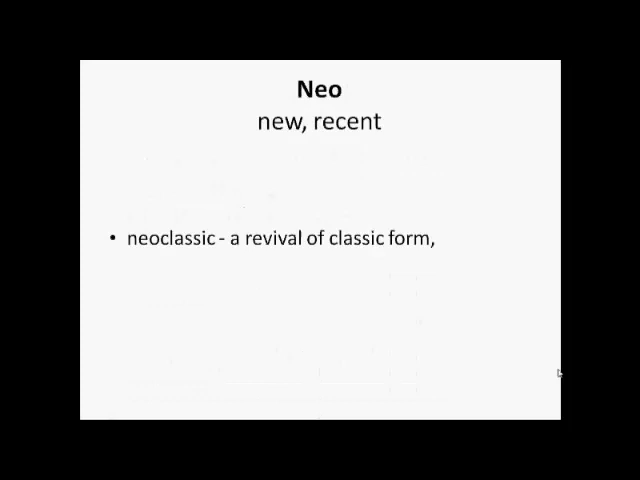 Neo
new, recent
• neoclassic - a revival of classic form,